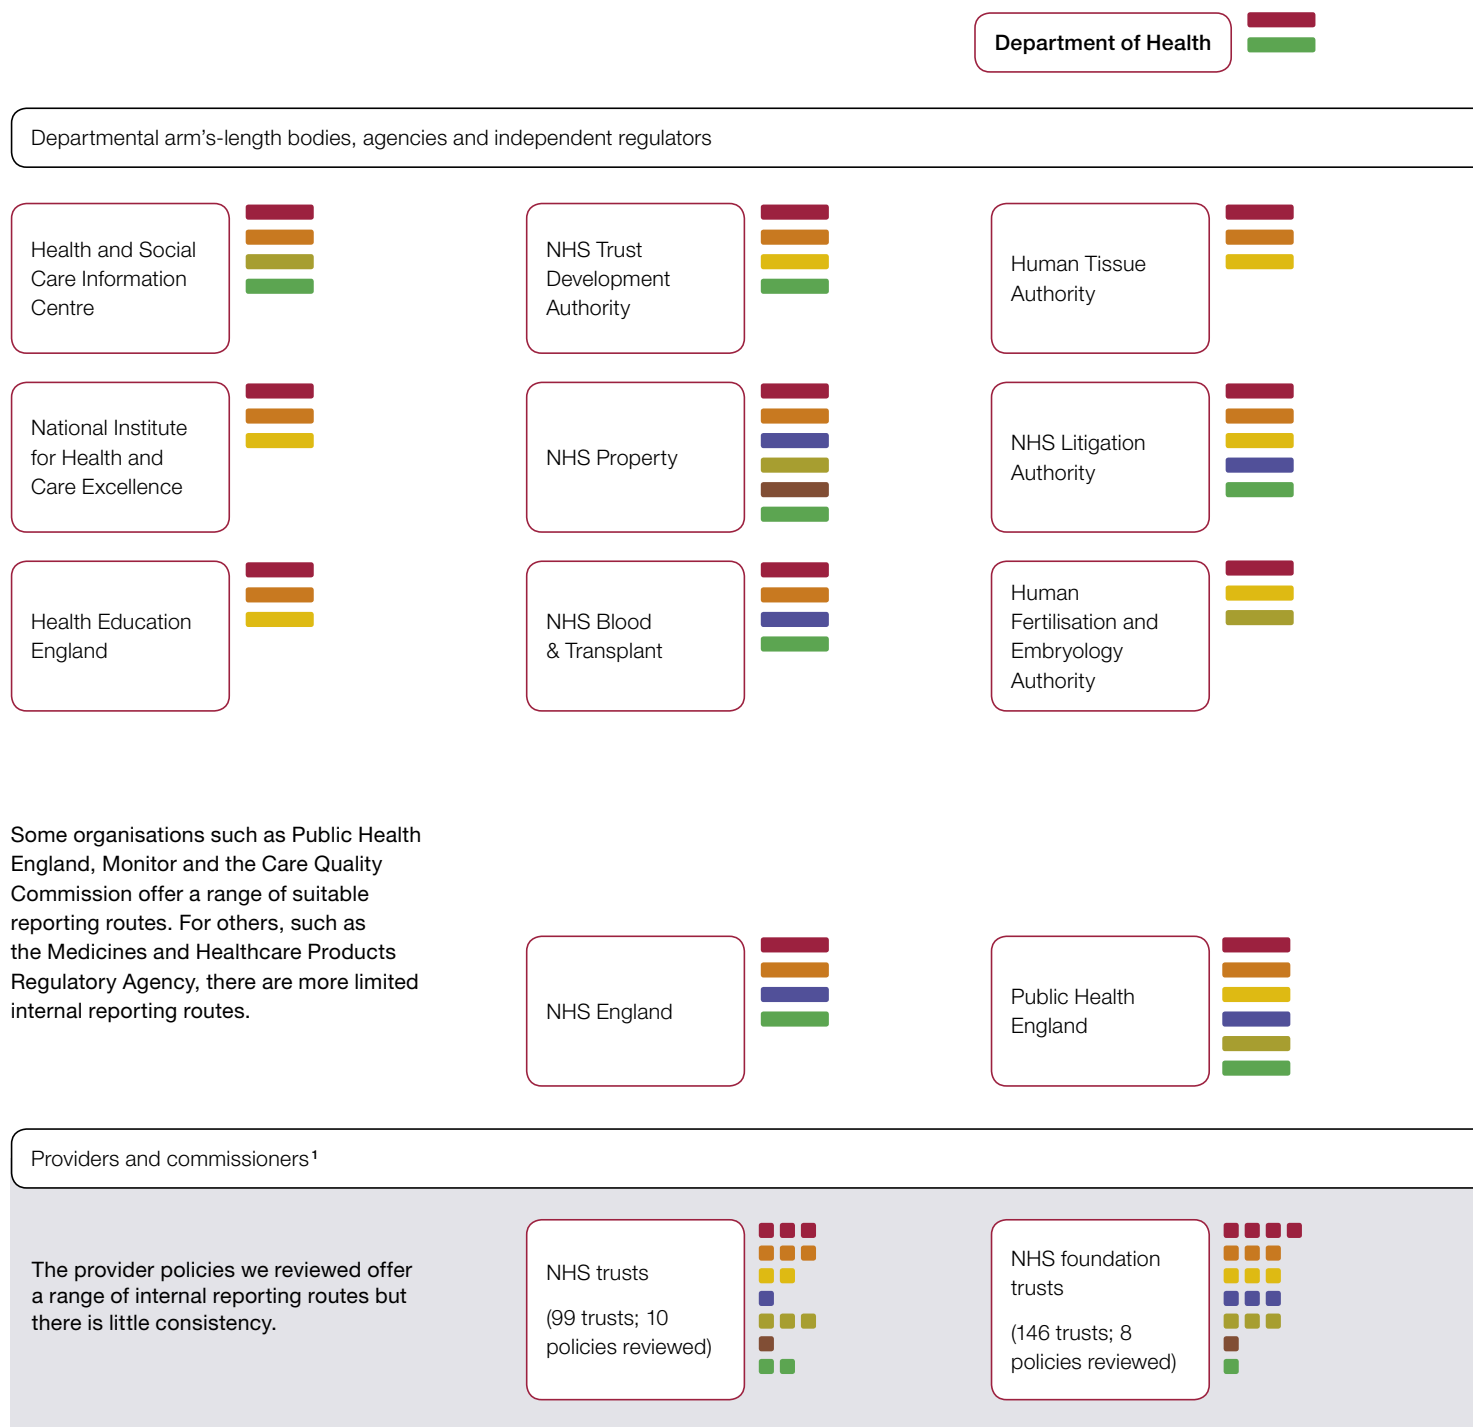 Department of Health
Departmental arm's-length bodies, agencies and independent regulators
Health and Social
Care Information
Centre
NHS Trust
Development
Authority
Human Tissue
Authority
National Institute
for Health and
Care Excellence
NHS Property
NHS Litigation
Authority
Health Education
England
NHS Blood
& Transplant
Human
Fertilisation and
Embryology
Authority
Some organisations such as Public Health
England, Monitor and the Care Quality
Commission offer a range of suitable
reporting routes. For others, such as
the Medicines and Healthcare Products
Regulatory Agency, there are more limited
internal reporting routes.
NHS England
Public Health
England
Providers and commissioners¹
The provider policies we reviewed offer
a range of internal reporting routes but
there is little consistency.
NHS trusts
(99 trusts; 10
policies reviewed)
NHS foundation
trusts
(146 trusts; 8
policies reviewed)